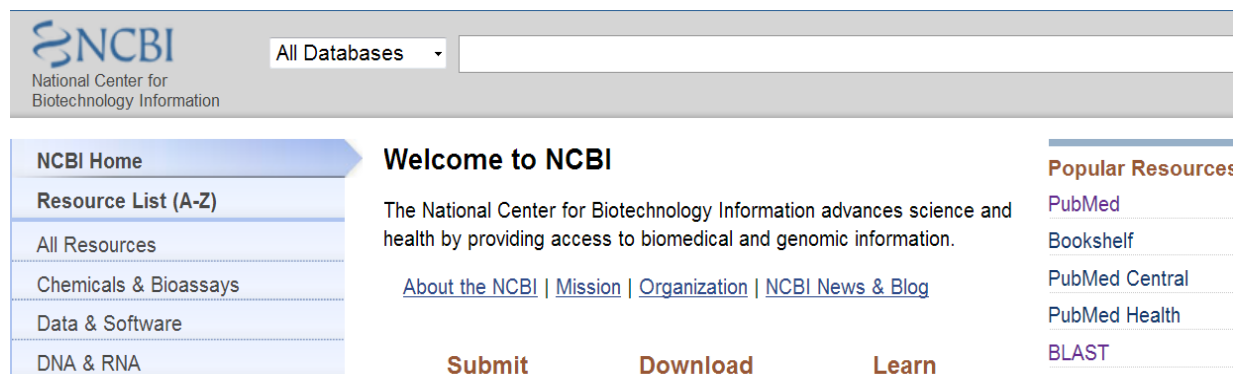 NCBI
National Center for
Biotechnology Information
All Databases
NCBI Home
Resource List (A-Z)
All Resources
Chemicals & Bioassays
Data & Software
DNA & RNA
Welcome to NCBI
The National Center for Biotechnology Information advances science and
health by providing access to biomedical and genomic information.
About the NCBI | Mission | Organization | NCBI News & Blog
Submit Download Learn
Popular Resources
PubMed
Bookshelf
PubMed Central
PubMed Health
BLAST